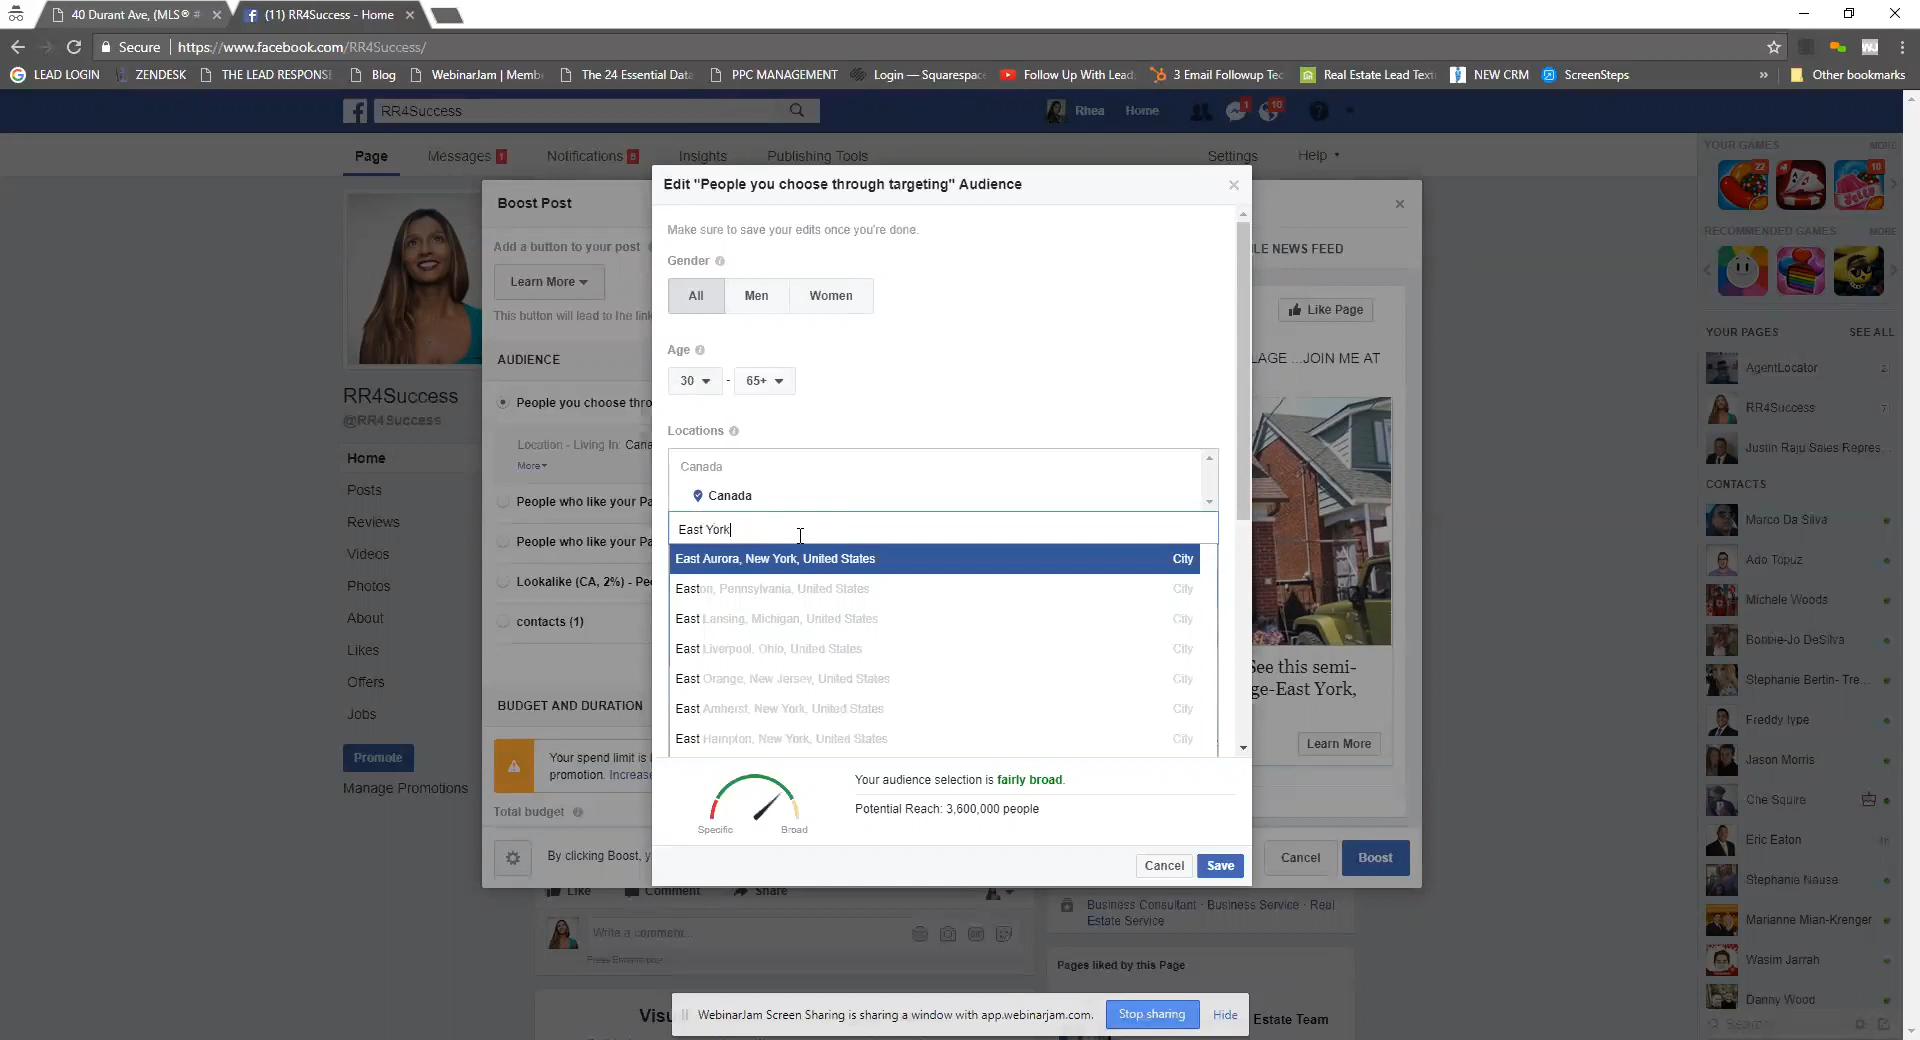 40 Durant Ave, (MLS® #
(11) RR4Success - Home
Secure
https://www.facebook.com/RR4Success/
LEAD LOGIN
ZENDESK
THE LEAD RESPONSE
Blog
WebinarJam | Memb
The 24 Essential Data
PPC MANAGEMENT
Login — Squarespac
Follow Up With Lead
3 Email Followup Tec
Real Estate Lead Text
NEW CRM
ScreenSteps
»
Other bookmarks
RR4Success
Rhea
Home
1
10
Page
Messages 1
Notifications 8
Insights
Publishing Tools
Settings
Help
RR4Success
@RR4Success
Home
Posts
Reviews
Videos
Photos
About
Likes
Offers
Jobs
Promote
Manage Promotions
Boost Post
Add a button to your post
Learn More
This button will lead to the link
AUDIENCE
People you choose thro
Location - Living In: Cana
More
People who like your Pa
People who like your Pa
Lookalike (CA, 2%) - Pe
contacts (1)
BUDGET AND DURATION
Your spend limit is
promotion. Increase
Total budget
By clicking Boost, y
Edit "People you choose through targeting" Audience
Make sure to save your edits once you're done.
Gender
All
Men
Women
Age
30
-
65+
Locations
Canada
Canada
East York
East Aurora, New York, United States City
Easton, Pennsylvania, United States City
East Lansing, Michigan, United States City
East Liverpool, Ohio, United States City
East Orange, New Jersey, United States City
East Amherst, New York, United States City
East Hampton, New York, United States City
Specific
Broad
Your audience selection is fairly broad.
Potential Reach: 3,600,000 people
Cancel
Save
LE NEWS FEED
Like Page
LAGE ...JOIN ME AT
See this semi-
ge-East York,
Learn More
Cancel
Boost
Like
Comment
Share
Write a comment...
Business Consultant · Business Service · Real
Estate Service
Pages liked by this Page
Estate Team
WebinarJam Screen Sharing is sharing a window with app.webinarjam.com.
Stop sharing
Hide
YOUR GAMES
MORE
22
10
RECOMMENDED GAMES
MORE
YOUR PAGES
SEE ALL
AgentLocator
2
RR4Success
7
Justin Raju Sales Repres...
CONTACTS
Marco Da Silva
Ado Topuz
Michele Woods
Bonnie-Jo DeSilva
Stephanie Bertin- Tre...
Freddy Iype
Jason Morris
Che Squire
Eric Eaton
Stephanie Nause
Marianne Mian-Krenger
Wasim Jarrah
Danny Wood
Search